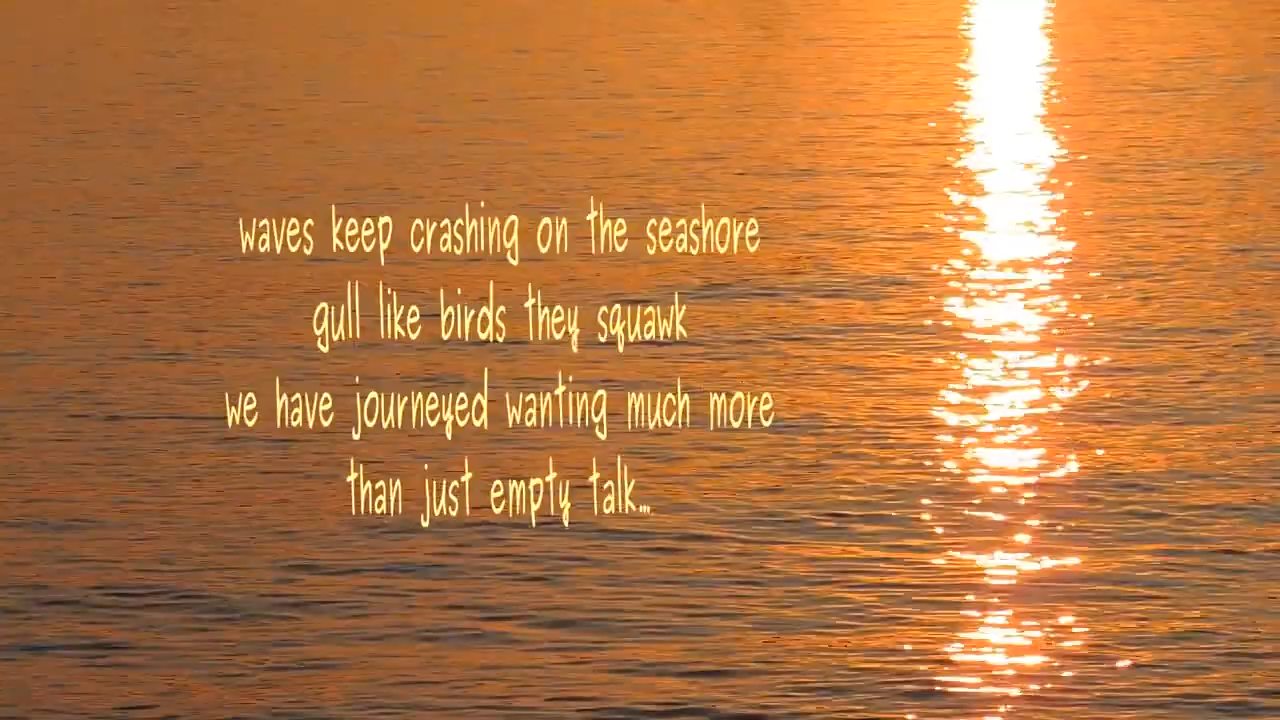 waves keep crashing on the seashore
gull like birds they squawk
we have journeyed wanting much more
than just empty talk...